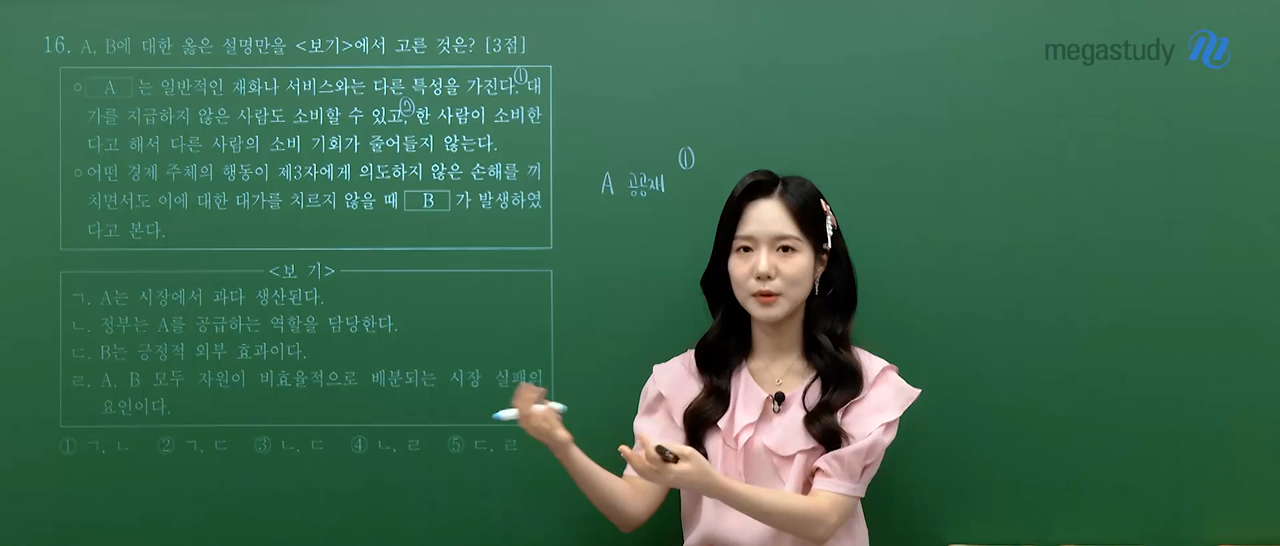 megastudy
16. A, B에 대한 옳은 설명만을 <보기>에서 고른 것은? [3점]
○ A 는 일반적인 재화나 서비스와는 다른 특성을 가진다. ① 대
가를 지급하지 않은 사람도 소비할 수 있고, ② 한 사람이 소비한
다고 해서 다른 사람의 소비 기회가 줄어들지 않는다.
○ 어떤 경제 주체의 행동이 제3자에게 의도하지 않은 손해를 끼
치면서도 이에 대한 대가를 치르지 않을 때 B 가 발생하였
다고 본다.
<보 기>
ㄱ. A는 시장에서 과다 생산된다.
ㄴ. 정부는 A를 공급하는 역할을 담당한다.
ㄷ. B는 긍정적 외부 효과이다.
ㄹ. A, B 모두 자원이 비효율적으로 배분되는 시장 실패의
요인이다.
① ㄱ, ㄴ ② ㄱ, ㄷ ③ ㄴ, ㄷ ④ ㄴ, ㄹ ⑤ ㄷ, ㄹ
A 공공재 ①